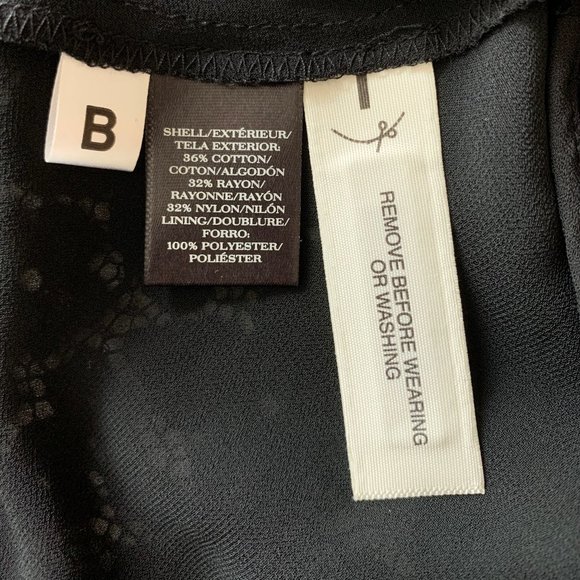 B
SHELL/EXTÉRIEUR/
TELA EXTERIOR:
36% COTTON/
COTON/ALGODÓN
32% RAYON/
RAYONNE/RAYÓN
32% NYLON/NILÓN
LINING/DOUBLURE/
FORRO:
100% POLYESTER/
POLIÉSTER
REMOVE BEFORE WEARING
OR WASHING